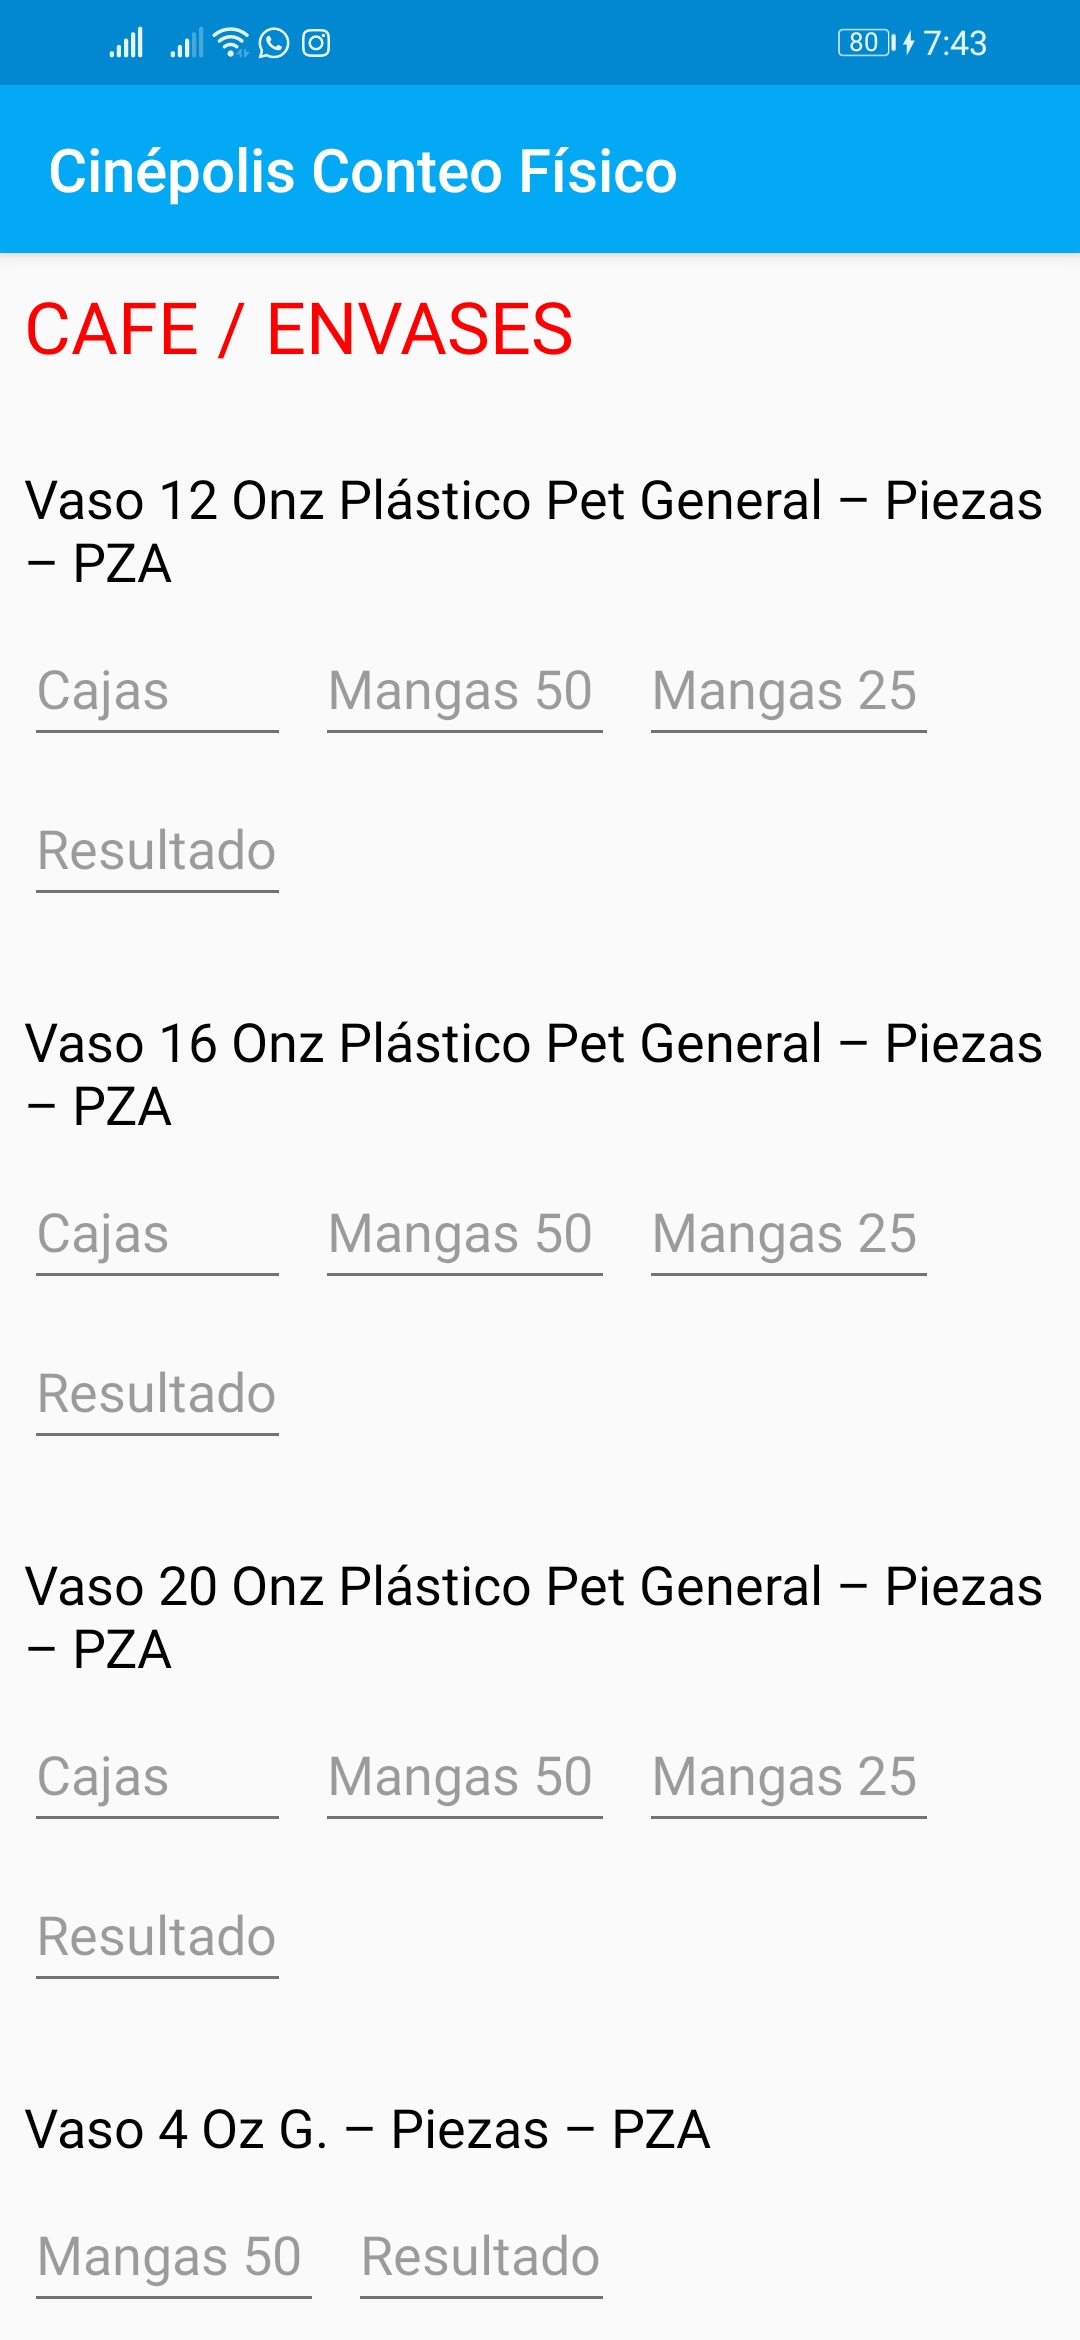 80 7:43
Cinépolis Conteo Físico
CAFE / ENVASES
Vaso 12 Onz Plástico Pet General – Piezas
– PZA
Cajas Mangas 50 Mangas 25
Resultado
Vaso 16 Onz Plástico Pet General – Piezas
– PZA
Cajas Mangas 50 Mangas 25
Resultado
Vaso 20 Onz Plástico Pet General – Piezas
– PZA
Cajas Mangas 50 Mangas 25
Resultado
Vaso 4 Oz G. – Piezas – PZA
Mangas 50 Resultado